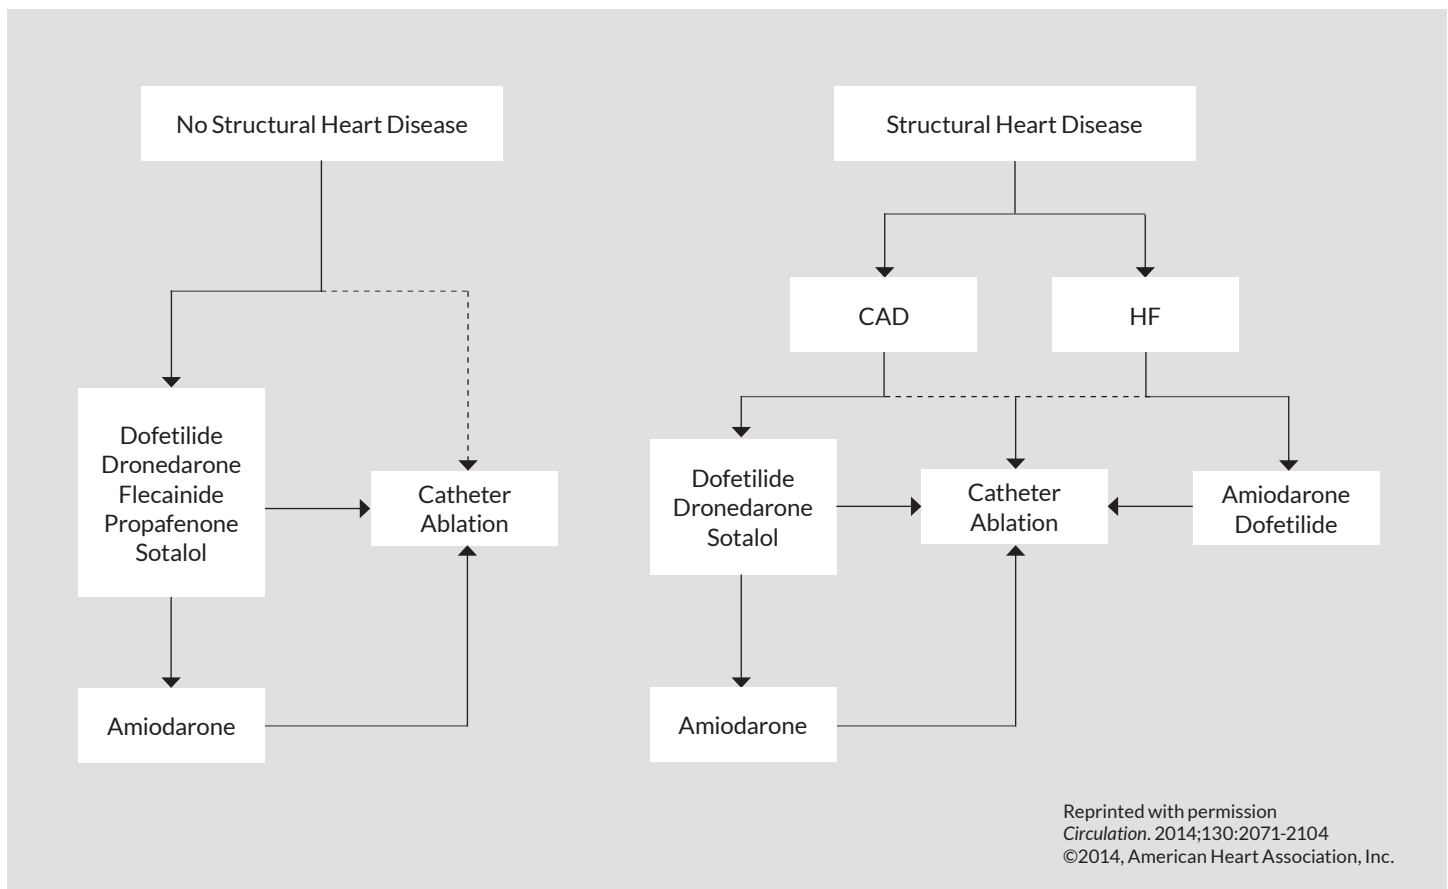 No Structural Heart Disease
Structural Heart Disease
CAD
HF
Dofetilide
Dronedarone
Flecainide
Propafenone
Sotalol
Catheter
Ablation
Dofetilide
Dronedarone
Sotalol
Catheter
Ablation
Amiodarone
Dofetilide
Amiodarone
Amiodarone
Reprinted with permission
Circulation. 2014;130:2071-2104
©2014, American Heart Association, Inc.